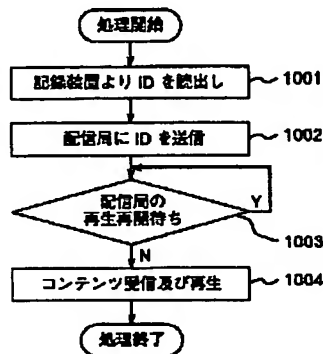 処理開始
記録装置より ID を読出し
1001
配信局に ID を送信
1002
配信局の
再生再開待ち
Y
1003
N
コンテンツ受信及び再生
1004
処理終了